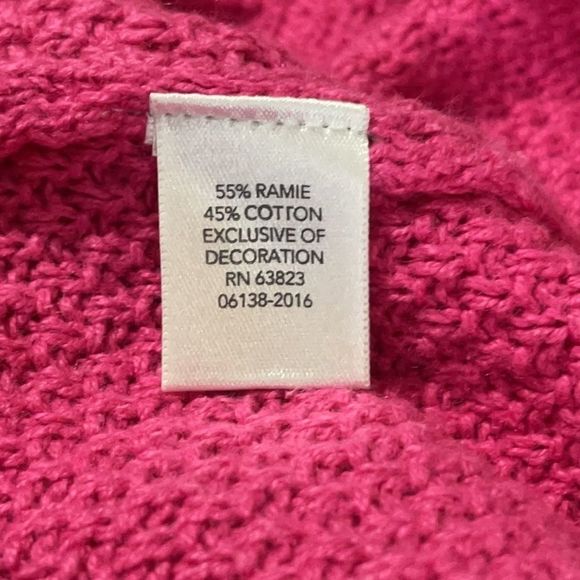 55% RAMIE
45% COTTON
EXCLUSIVE OF
DECORATION
RN 63823
06138-2016